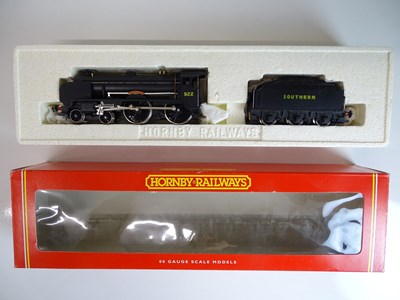 922
SOUTHERN
HORNBY RAILWAYS
HORNBY RAILWAYS
00 GAUGE SCALE MODELS